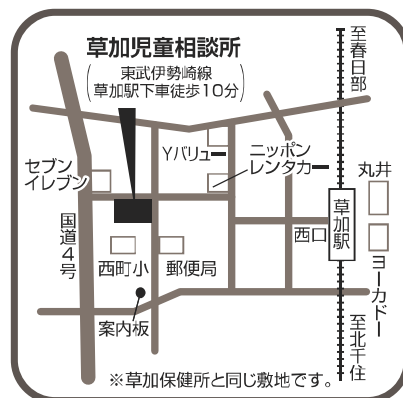 草加児童相談所
(東武伊勢崎線
草加駅下車徒歩10分)
至春日部
Yバリュー
ニッポン
レンタカー
セブン
イレブン
丸井
草加駅
西口
国道4号
西町小
郵便局
ヨーカドー
案内板
至北千住
※草加保健所と同じ敷地です。